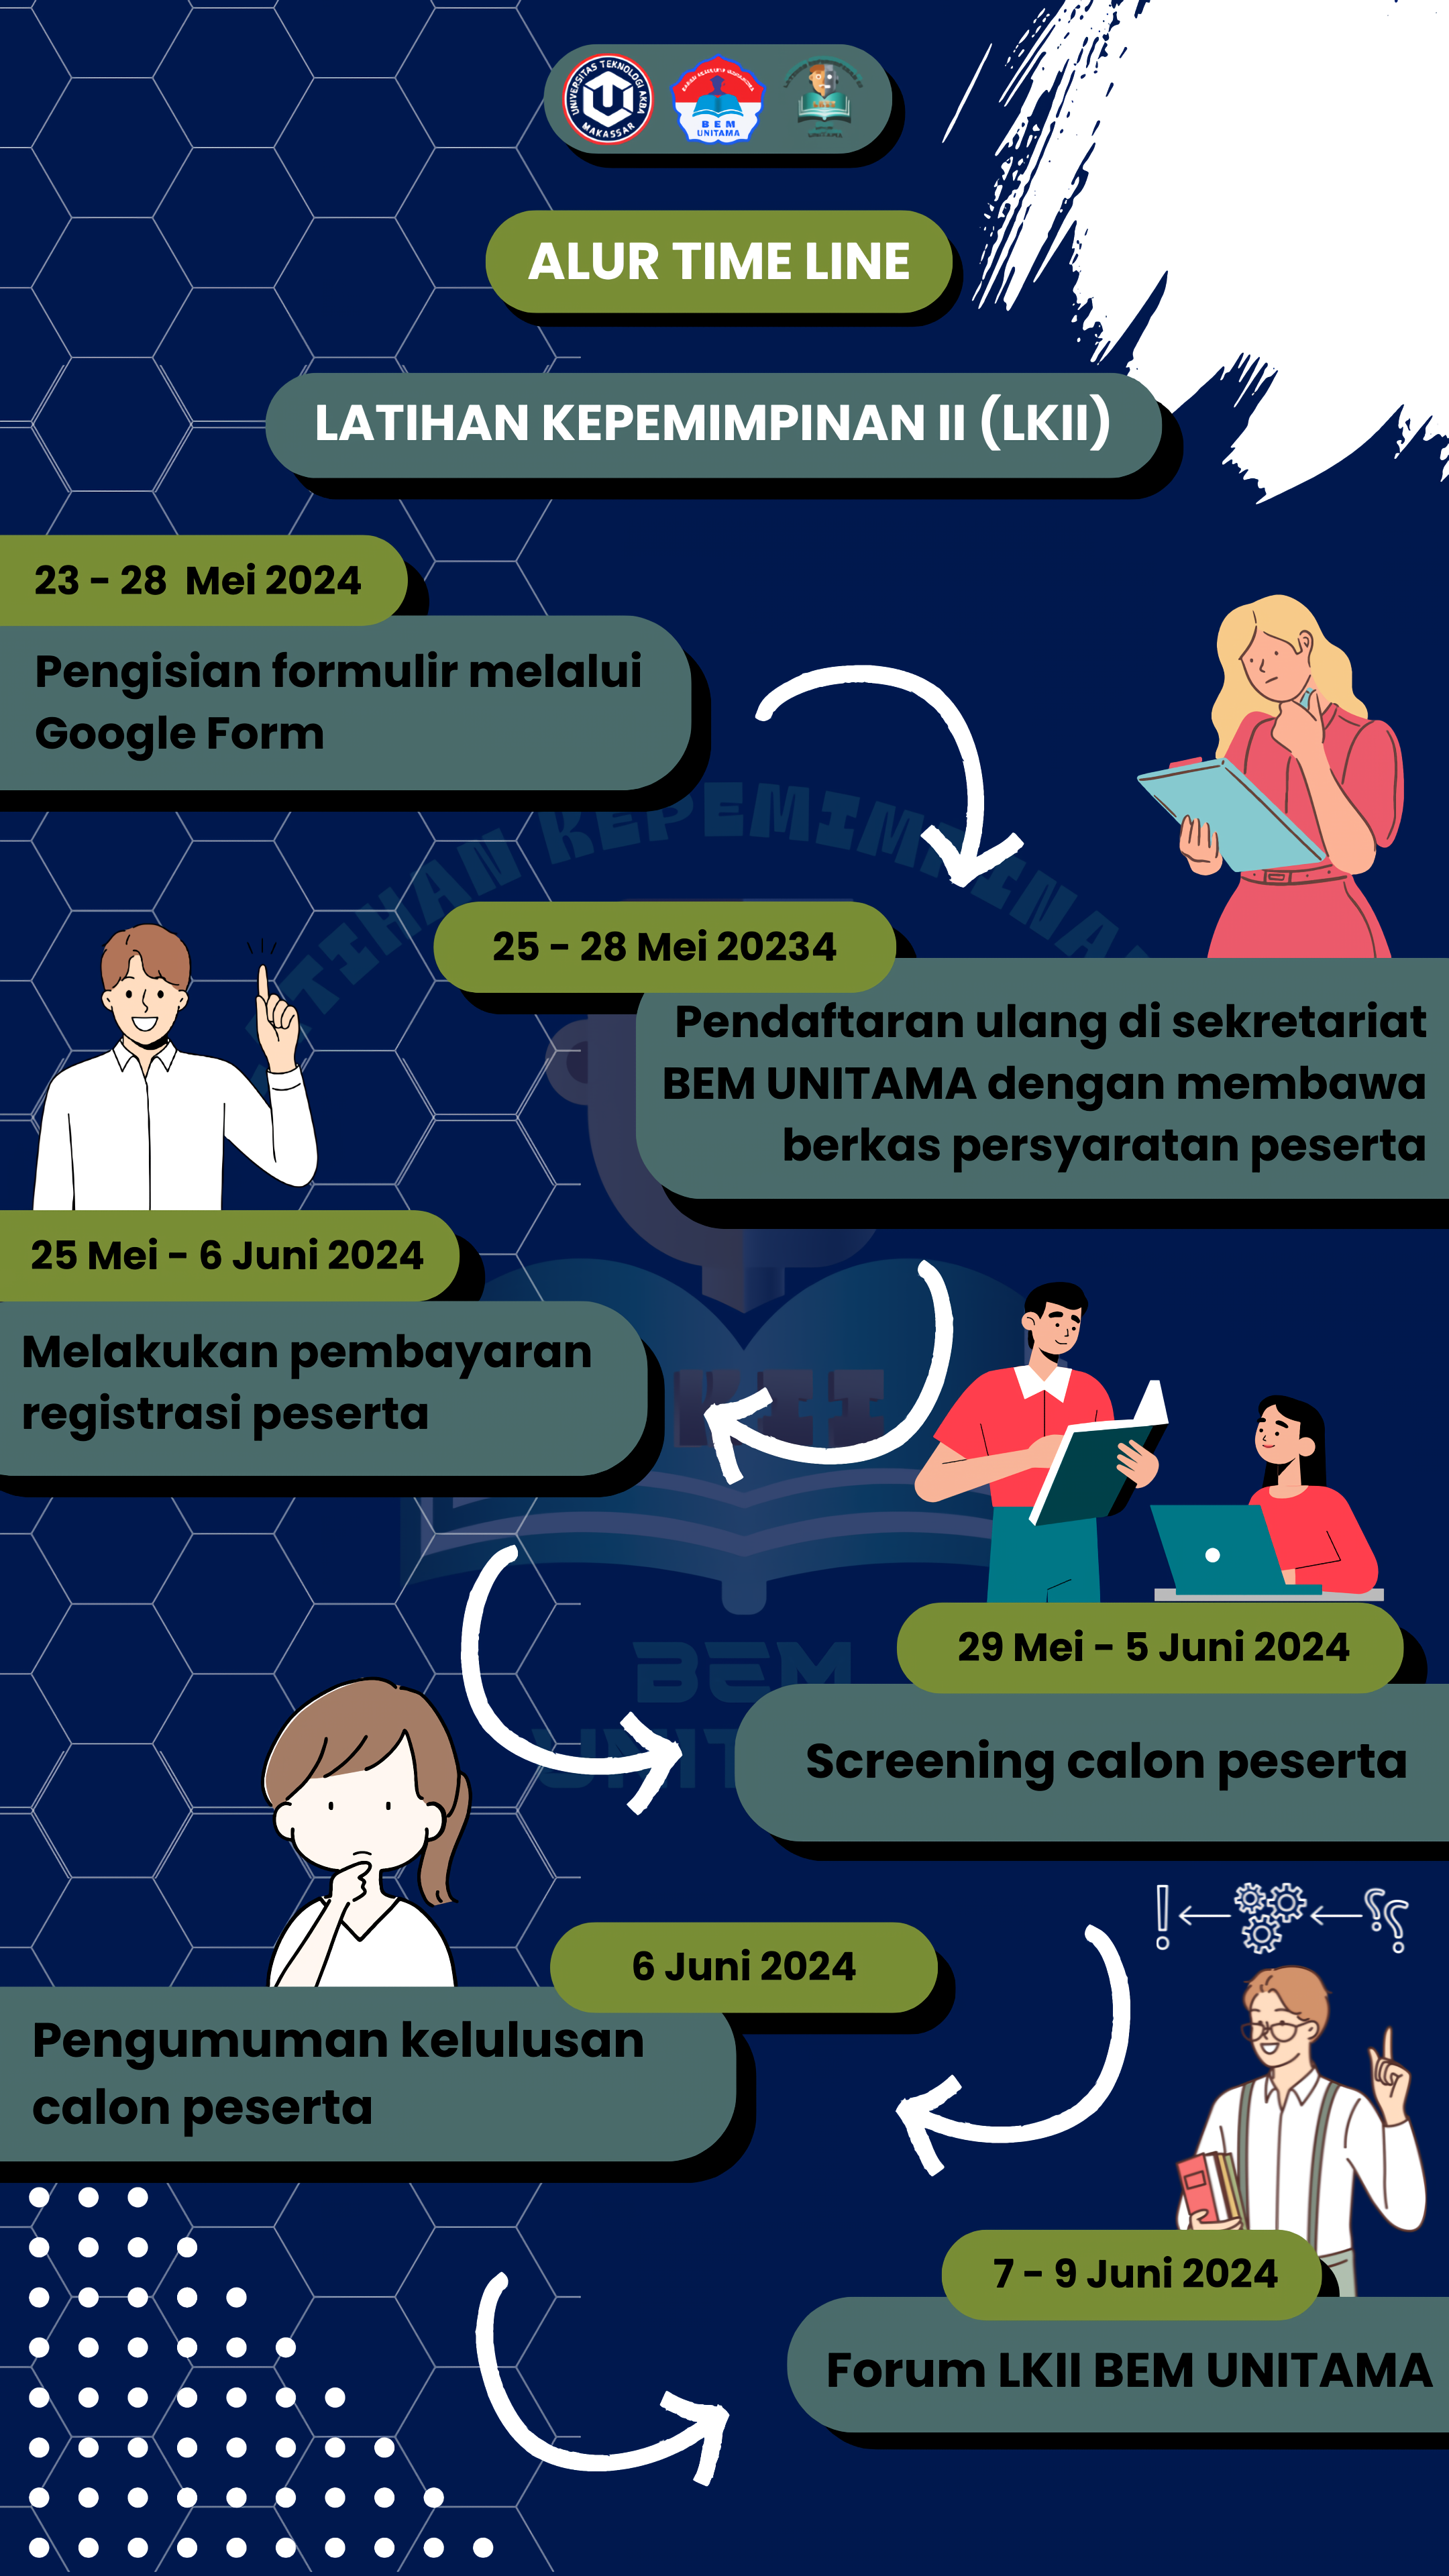 UNIVERSITAS TEKNOLOGI AKBA
MAKASSAR
BEM
UNITAMA
ALUR TIME LINE
LATIHAN KEPEMIMPINAN II (LKII)
23 - 28 Mei 2024
Pengisian formulir melalui
Google Form
25 - 28 Mei 20234
Pendaftaran ulang di sekretariat
BEM UNITAMA dengan membawa
berkas persyaratan peserta
25 Mei - 6 Juni 2024
Melakukan pembayaran
registrasi peserta
29 Mei - 5 Juni 2024
Screening calon peserta
6 Juni 2024
Pengumuman kelulusan
calon peserta
7 - 9 Juni 2024
Forum LKII BEM UNITAMA